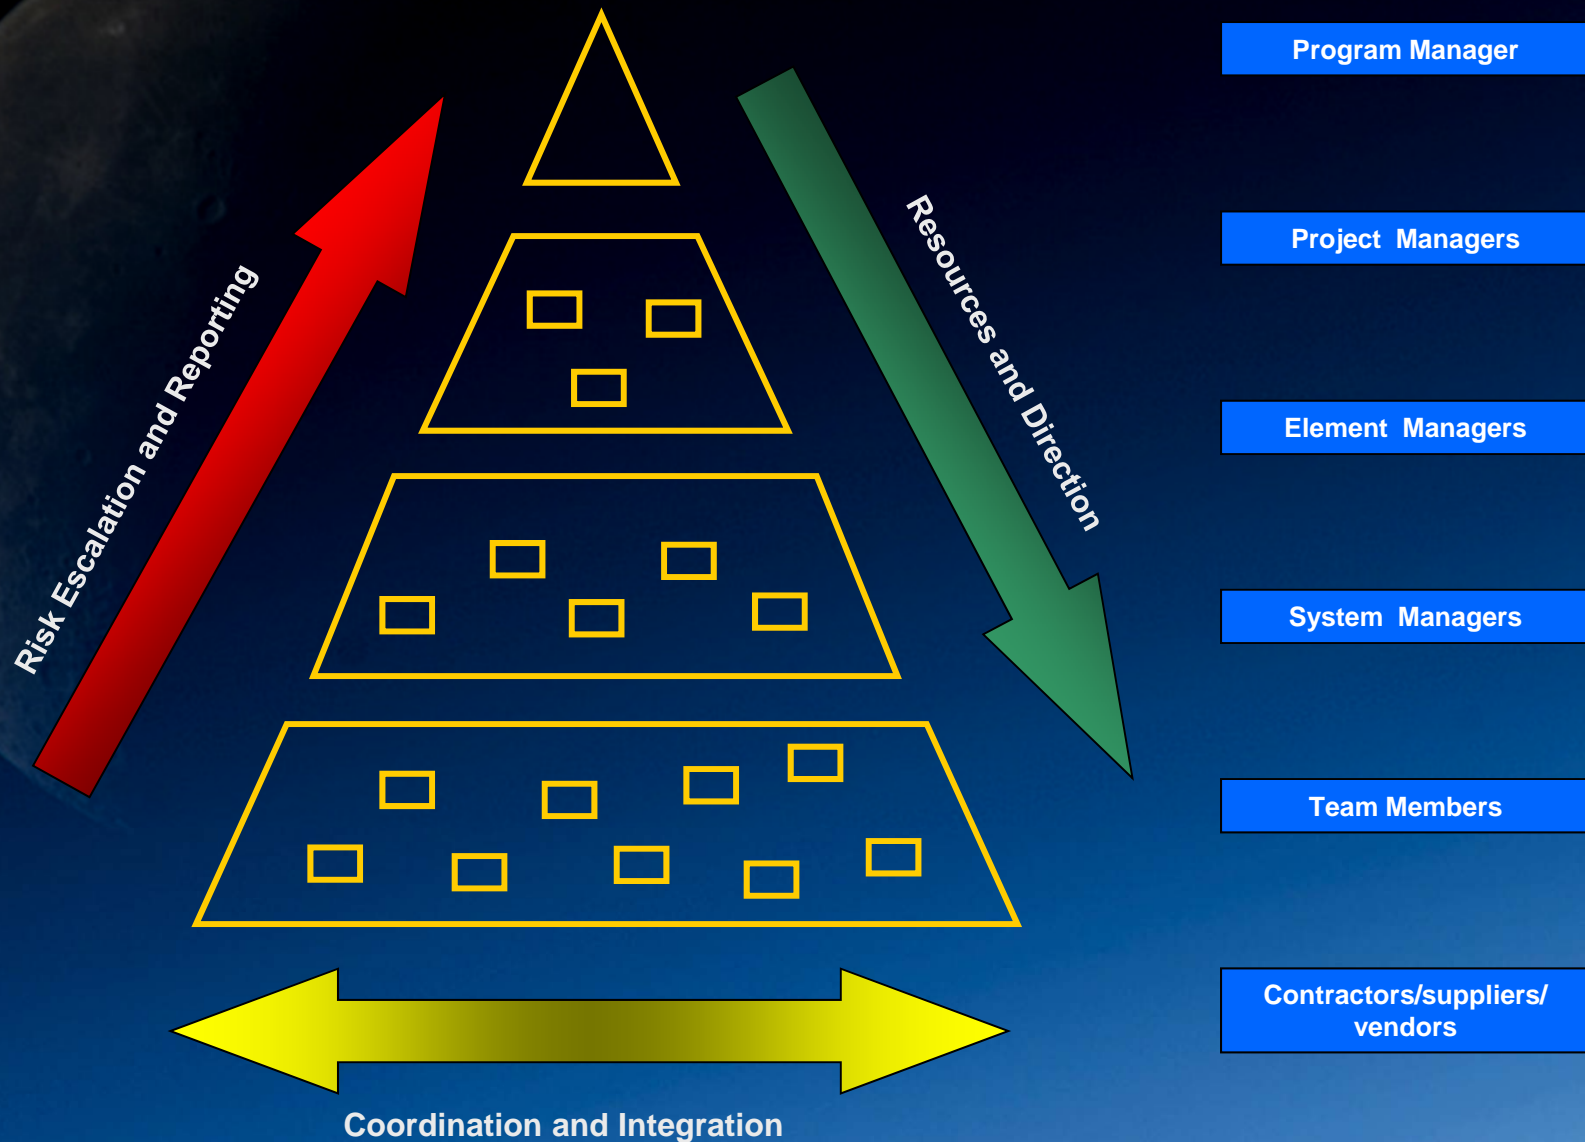 Program Manager
Risk Escalation and Reporting
Resources and Direction
Project Managers
Element Managers
System Managers
Team Members
Contractors/suppliers/
vendors
Coordination and Integration